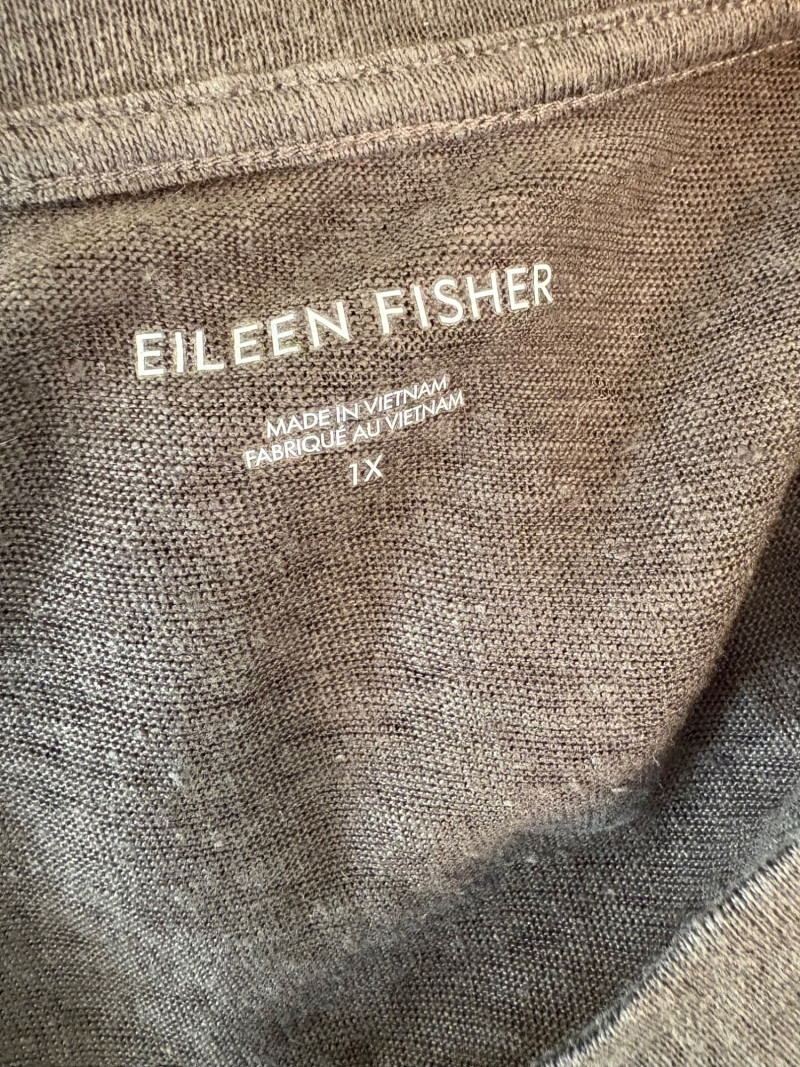 EILEEN FISHER
MADE IN VIETNAM
FABRIQUÉ AU VIETNAM
1X